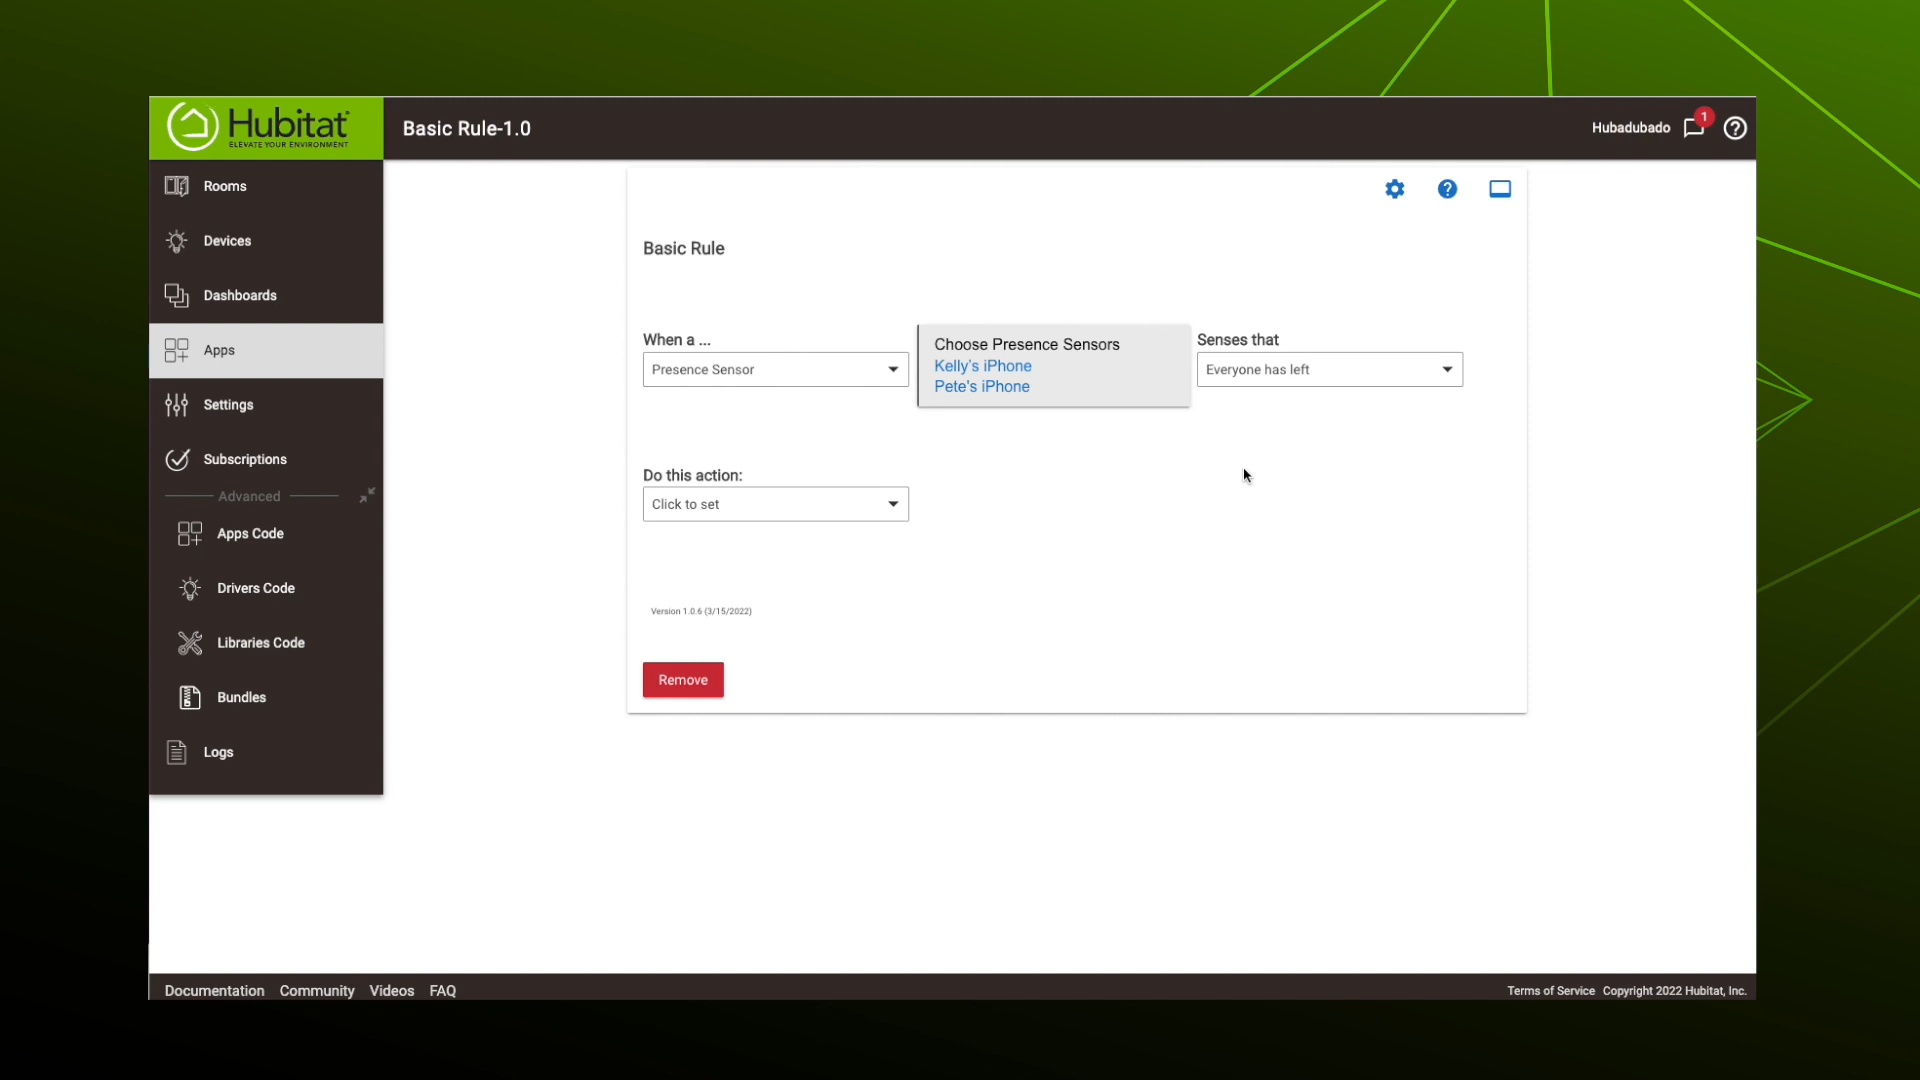 Hubitat
ELEVATE YOUR ENVIRONMENT
Basic Rule-1.0
Hubadubado
1
Rooms
Devices
Dashboards
Apps
Settings
Subscriptions
Advanced
Apps Code
Drivers Code
Libraries Code
Bundles
Logs
Basic Rule
When a ...
Presence Sensor
Choose Presence Sensors
Kelly's iPhone
Pete's iPhone
Senses that
Everyone has left
Do this action:
Click to set
Version 1.0.6 (3/15/2022)
Remove
Documentation Community Videos FAQ
Terms of Service Copyright 2022 Hubitat, Inc.